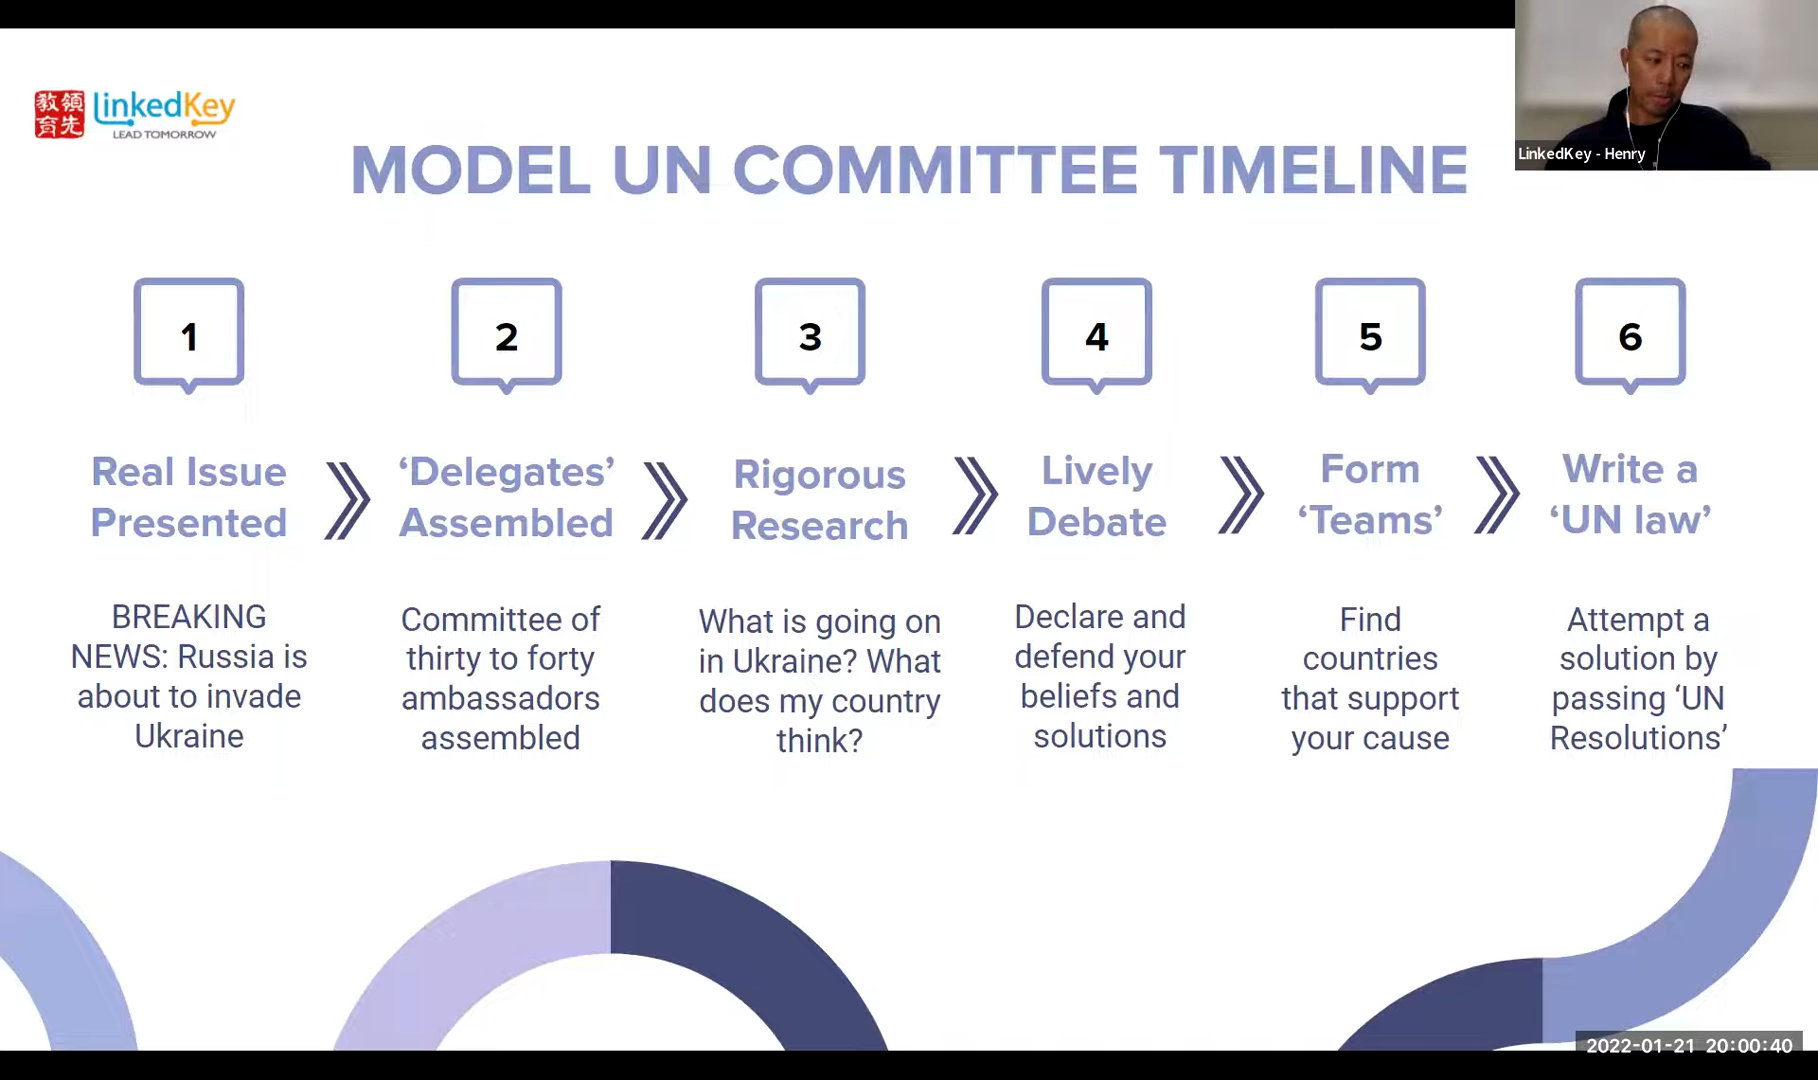 教領 LinkedKey
育先 LEAD TOMORROW
LinkedKey - Henry
MODEL UN COMMITTEE TIMELINE
1
Real Issue
Presented
BREAKING
NEWS: Russia is
about to invade
Ukraine
2
‘Delegates’
Assembled
Committee of
thirty to forty
ambassadors
assembled
3
Rigorous
Research
What is going on
in Ukraine? What
does my country
think?
4
Lively
Debate
Declare and
defend your
beliefs and
solutions
5
Form
‘Teams’
Find
countries
that support
your cause
6
Write a
‘UN law’
Attempt a
solution by
passing ‘UN
Resolutions’
2022-01-21 20:00:40